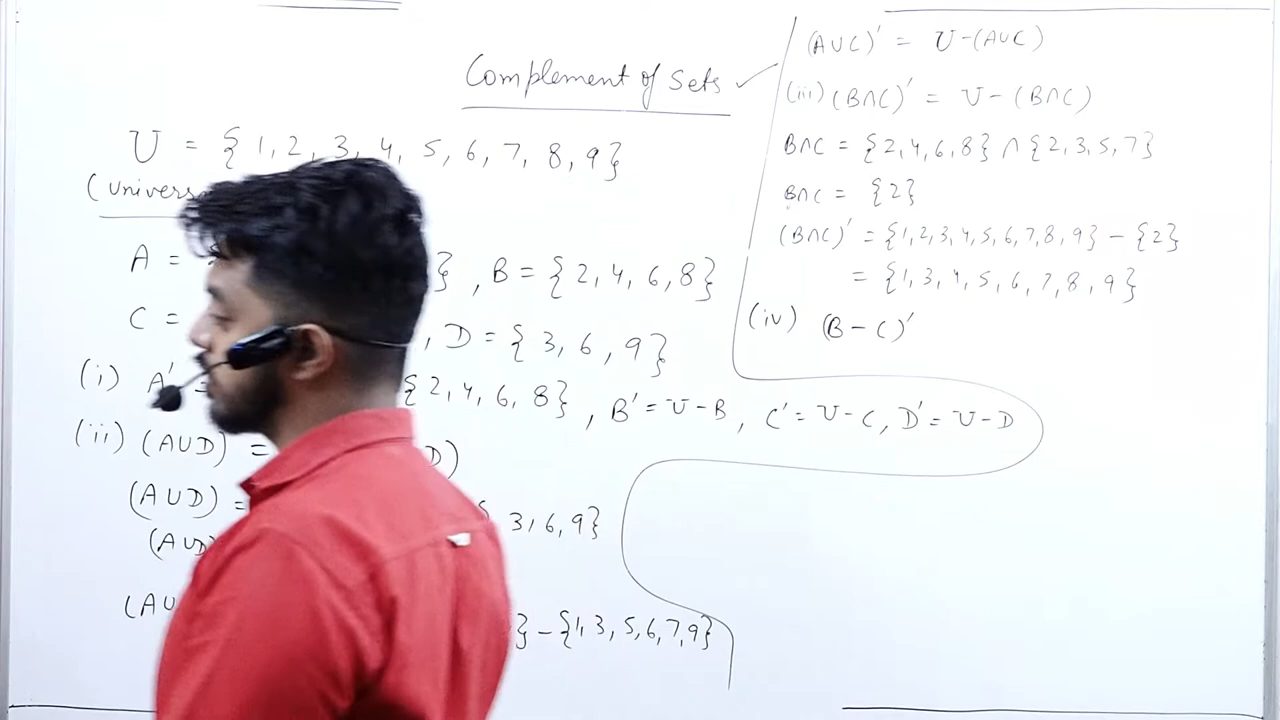 Complement of Sets ✓
U = { 1, 2, 3, 4, 5, 6, 7, 8, 9 }
A = }, B = { 2, 4, 6, 8 }
C = , D = { 3, 6, 9 }
(i) A' = { 2, 4, 6, 8 }, B' = U - B, C' = U - C, D' = U - D
(ii) (A∪D) = D)
(A∪D) = 3, 6, 9 }
(A∪D
(A∪ } - { 1, 3, 5, 6, 7, 9 }
(A∪C)' = U - (A∪C)
(iii) (B∩C)' = U - (B∩C)
B∩C = { 2, 4, 6, 8 } ∩ { 2, 3, 5, 7 }
B∩C = { 2 }
(B∩C)' = { 1, 2, 3, 4, 5, 6, 7, 8, 9 } - { 2 }
= { 1, 3, 4, 5, 6, 7, 8, 9 }
(iv) (B - C)'